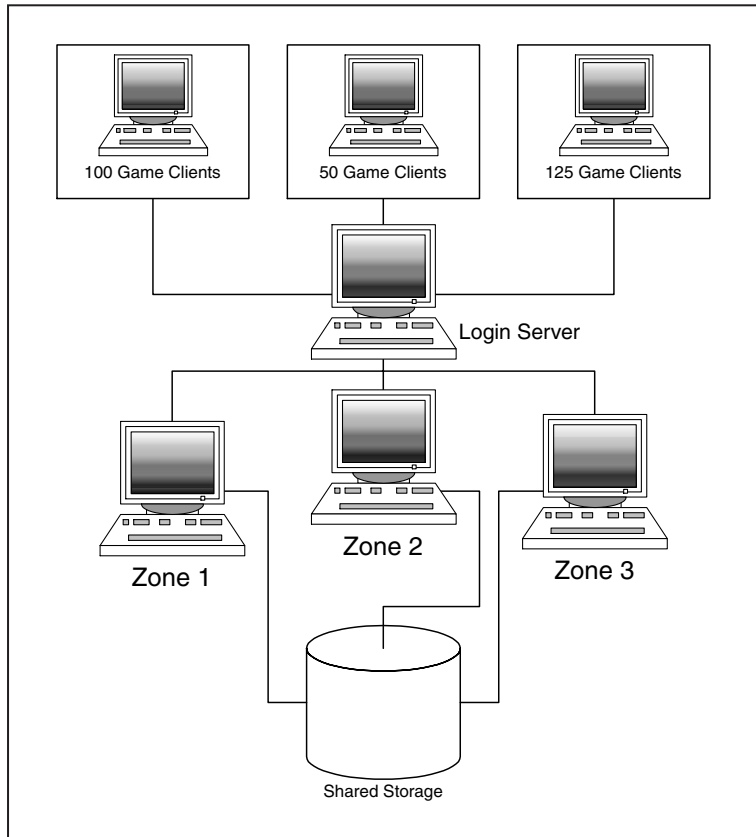 100 Game Clients
50 Game Clients
125 Game Clients
Login Server
Zone 1
Zone 2
Zone 3
Shared Storage